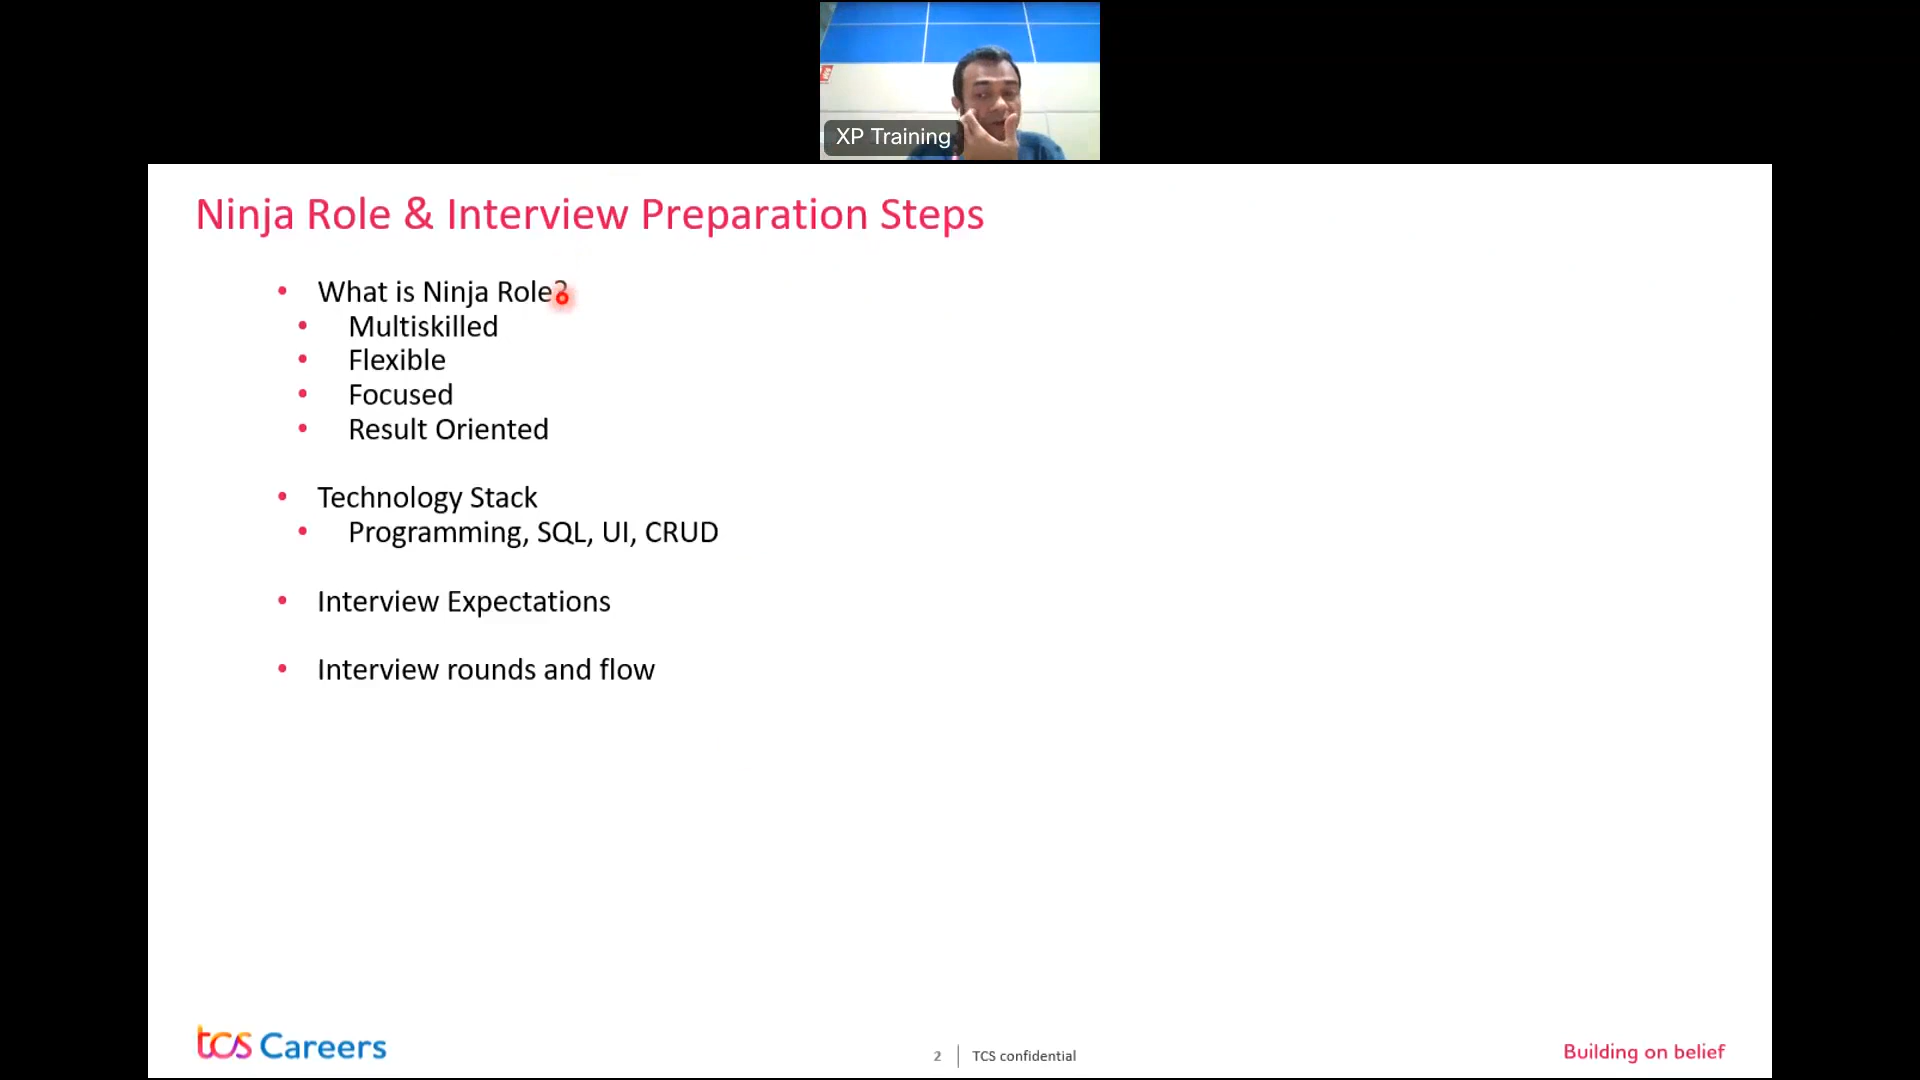 XP Training
Ninja Role & Interview Preparation Steps
• What is Ninja Role?
• Multiskilled
• Flexible
• Focused
• Result Oriented
• Technology Stack
• Programming, SQL, UI, CRUD
• Interview Expectations
• Interview rounds and flow
tcs Careers
2 | TCS confidential
Building on belief